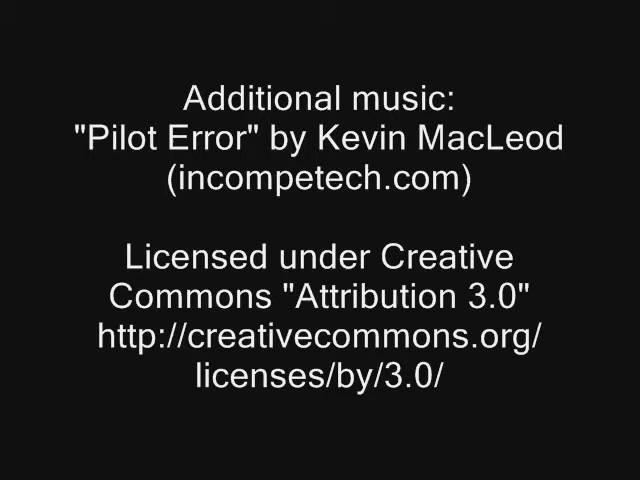 Additional music:
"Pilot Error" by Kevin MacLeod
(incompetech.com)
Licensed under Creative
Commons "Attribution 3.0"
http://creativecommons.org/
licenses/by/3.0/